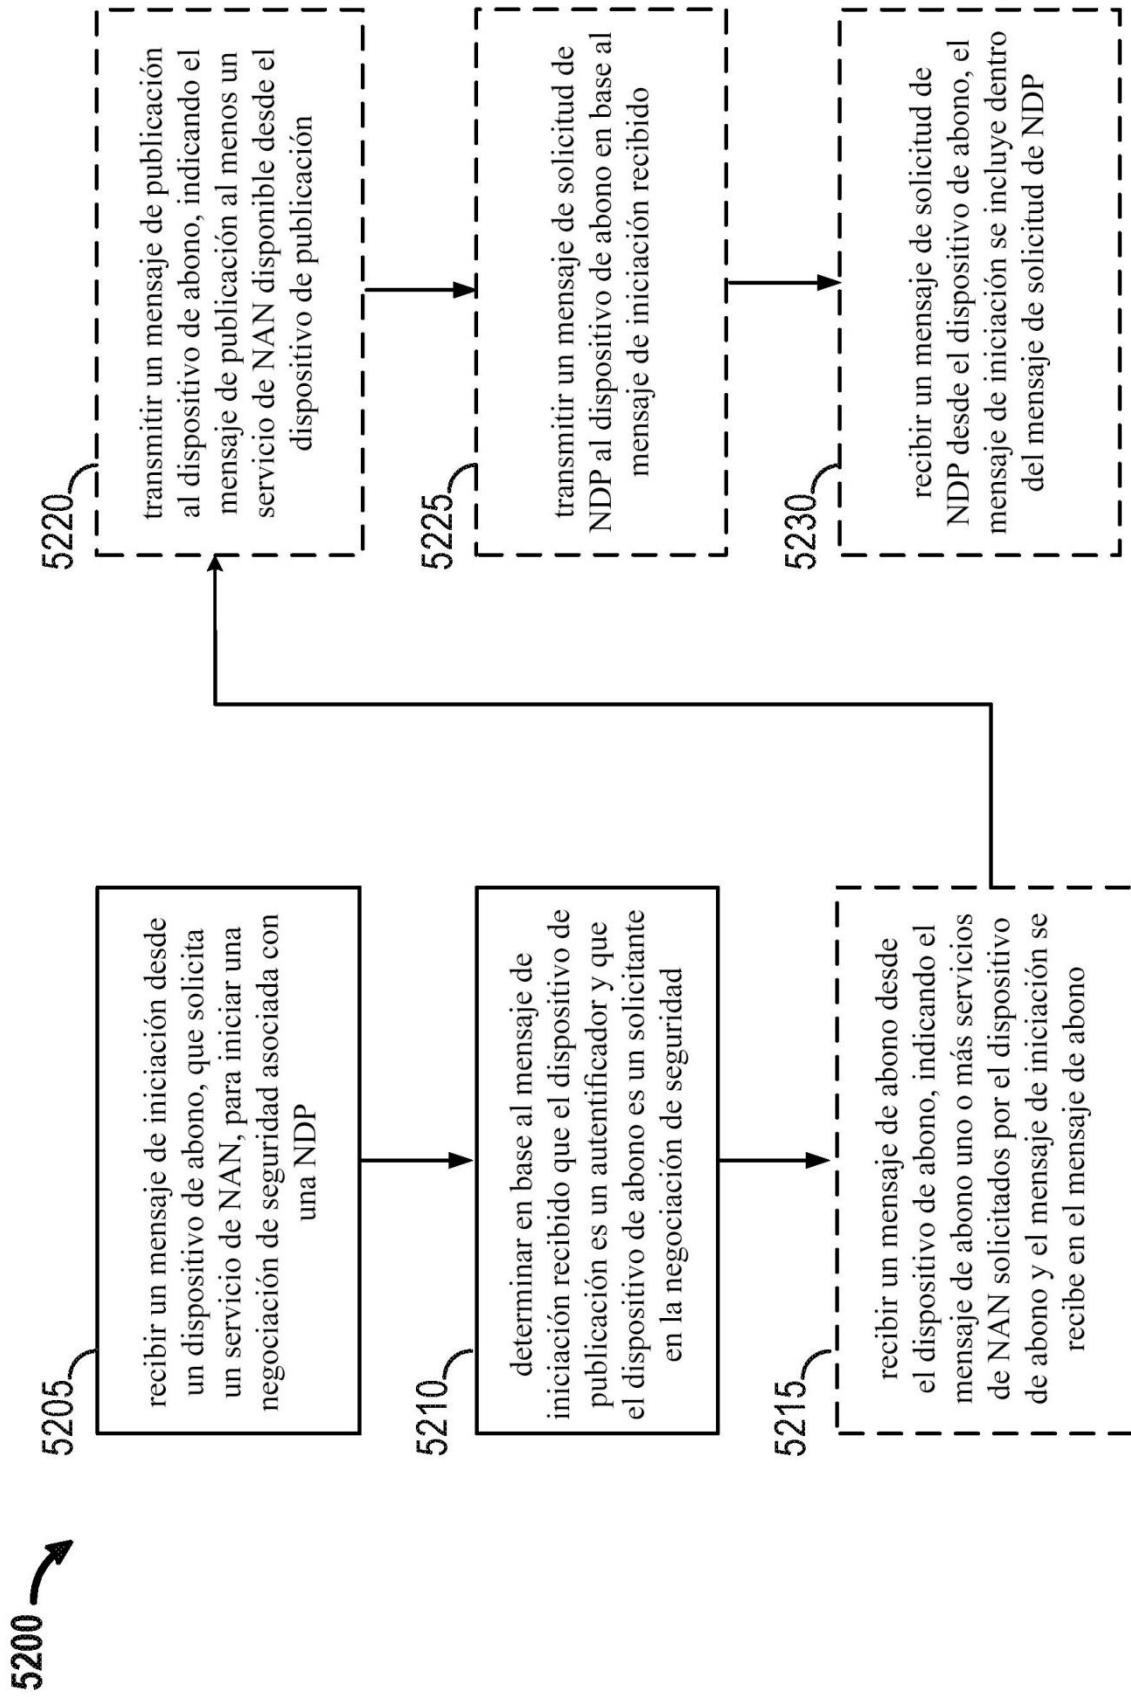 5200
5205
recibir un mensaje de iniciación desde
un dispositivo de abono, que solicita
un servicio de NAN, para iniciar una
negociación de seguridad asociada con
una NDP
5210
determinar en base al mensaje de
iniciación recibido que el dispositivo de
publicación es un autentificador y que
el dispositivo de abono es un solicitante
en la negociación de seguridad
5215
recibir un mensaje de abono desde
el dispositivo de abono, indicando el
mensaje de abono uno o más servicios
de NAN solicitados por el dispositivo
de abono y el mensaje de iniciación se
recibe en el mensaje de abono
5220
transmitir un mensaje de publicación
al dispositivo de abono, indicando el
mensaje de publicación al menos un
servicio de NAN disponible desde el
dispositivo de publicación
5225
transmitir un mensaje de solicitud de
NDP al dispositivo de abono en base al
mensaje de iniciación recibido
5230
recibir un mensaje de solicitud de
NDP desde el dispositivo de abono, el
mensaje de iniciación se incluye dentro
del mensaje de solicitud de NDP